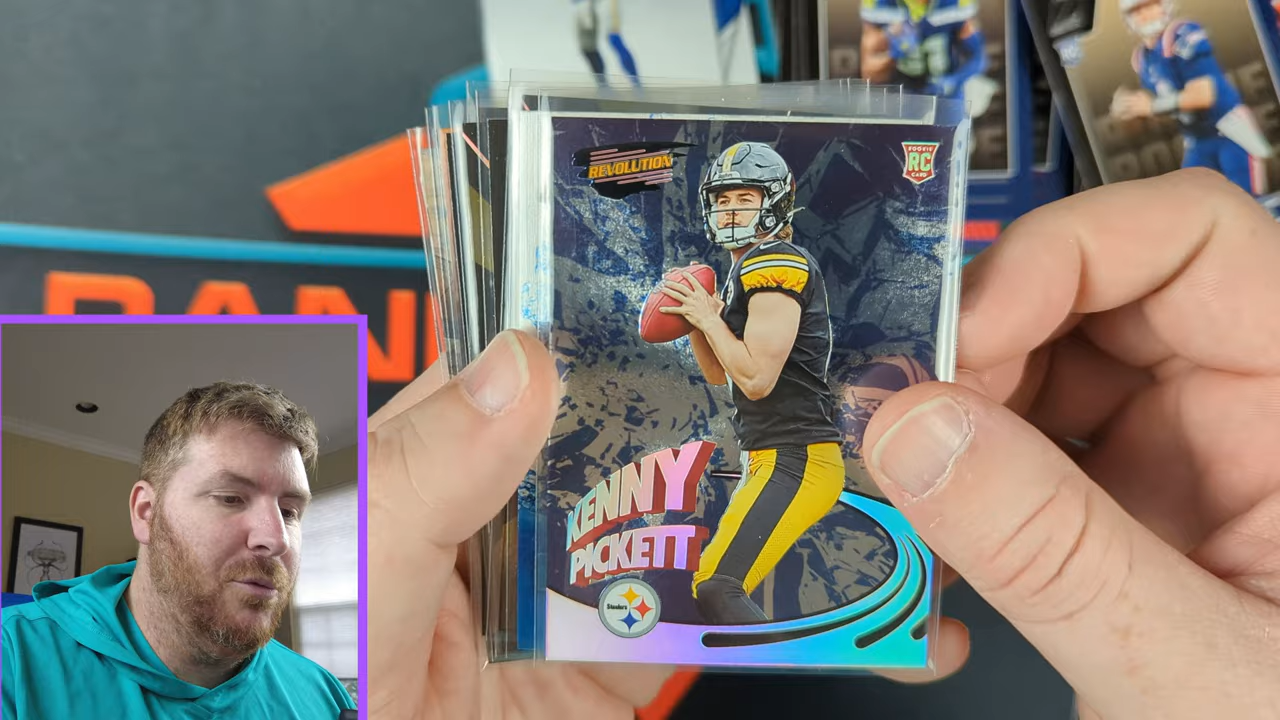 REVOLUTION
ROOKIE
RC
CARD
KENNY
PICKETT
Steelers